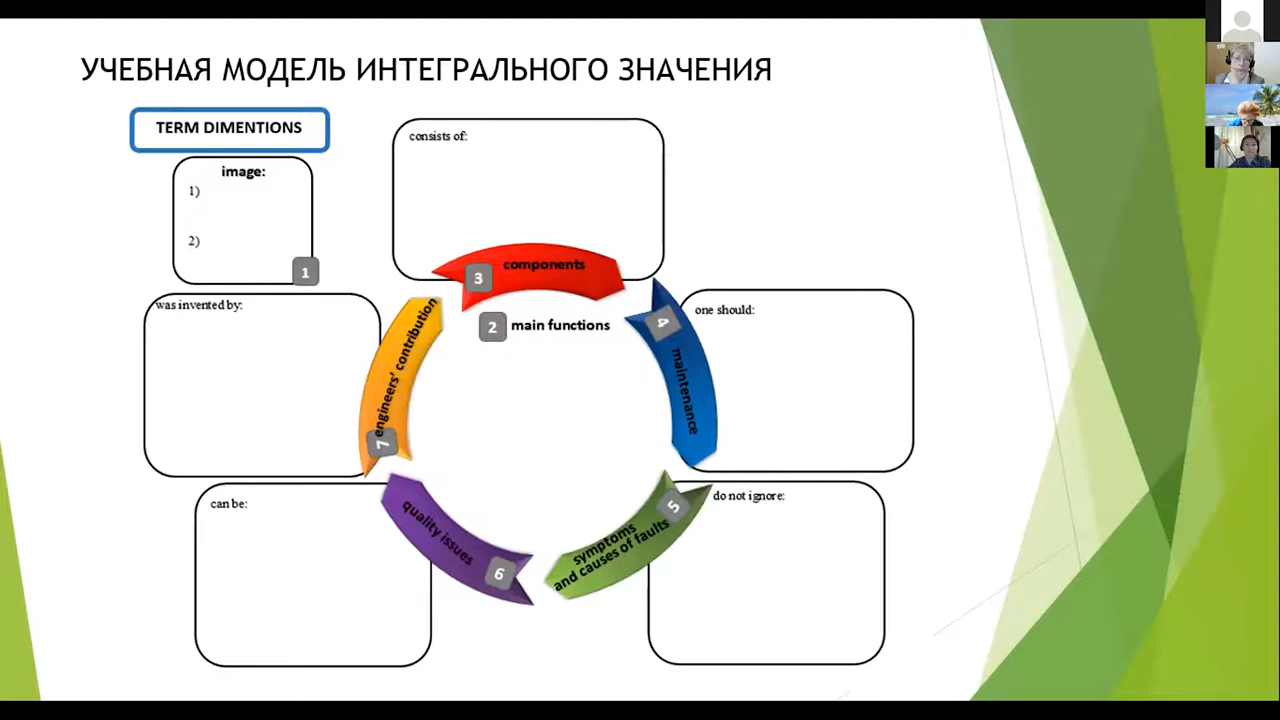 УЧЕБНАЯ МОДЕЛЬ ИНТЕГРАЛЬНОГО ЗНАЧЕНИЯ
TERM DIMENTIONS
image:
1)
2)
1
consists of:
3
components
2
main functions
4
maintenance
one should:
5
symptoms
and causes of faults
do not ignore:
6
quality issues
can be:
7
engineers' contribution
was invented by: